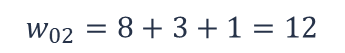 w₀₂ = 8 + 3 + 1 = 12